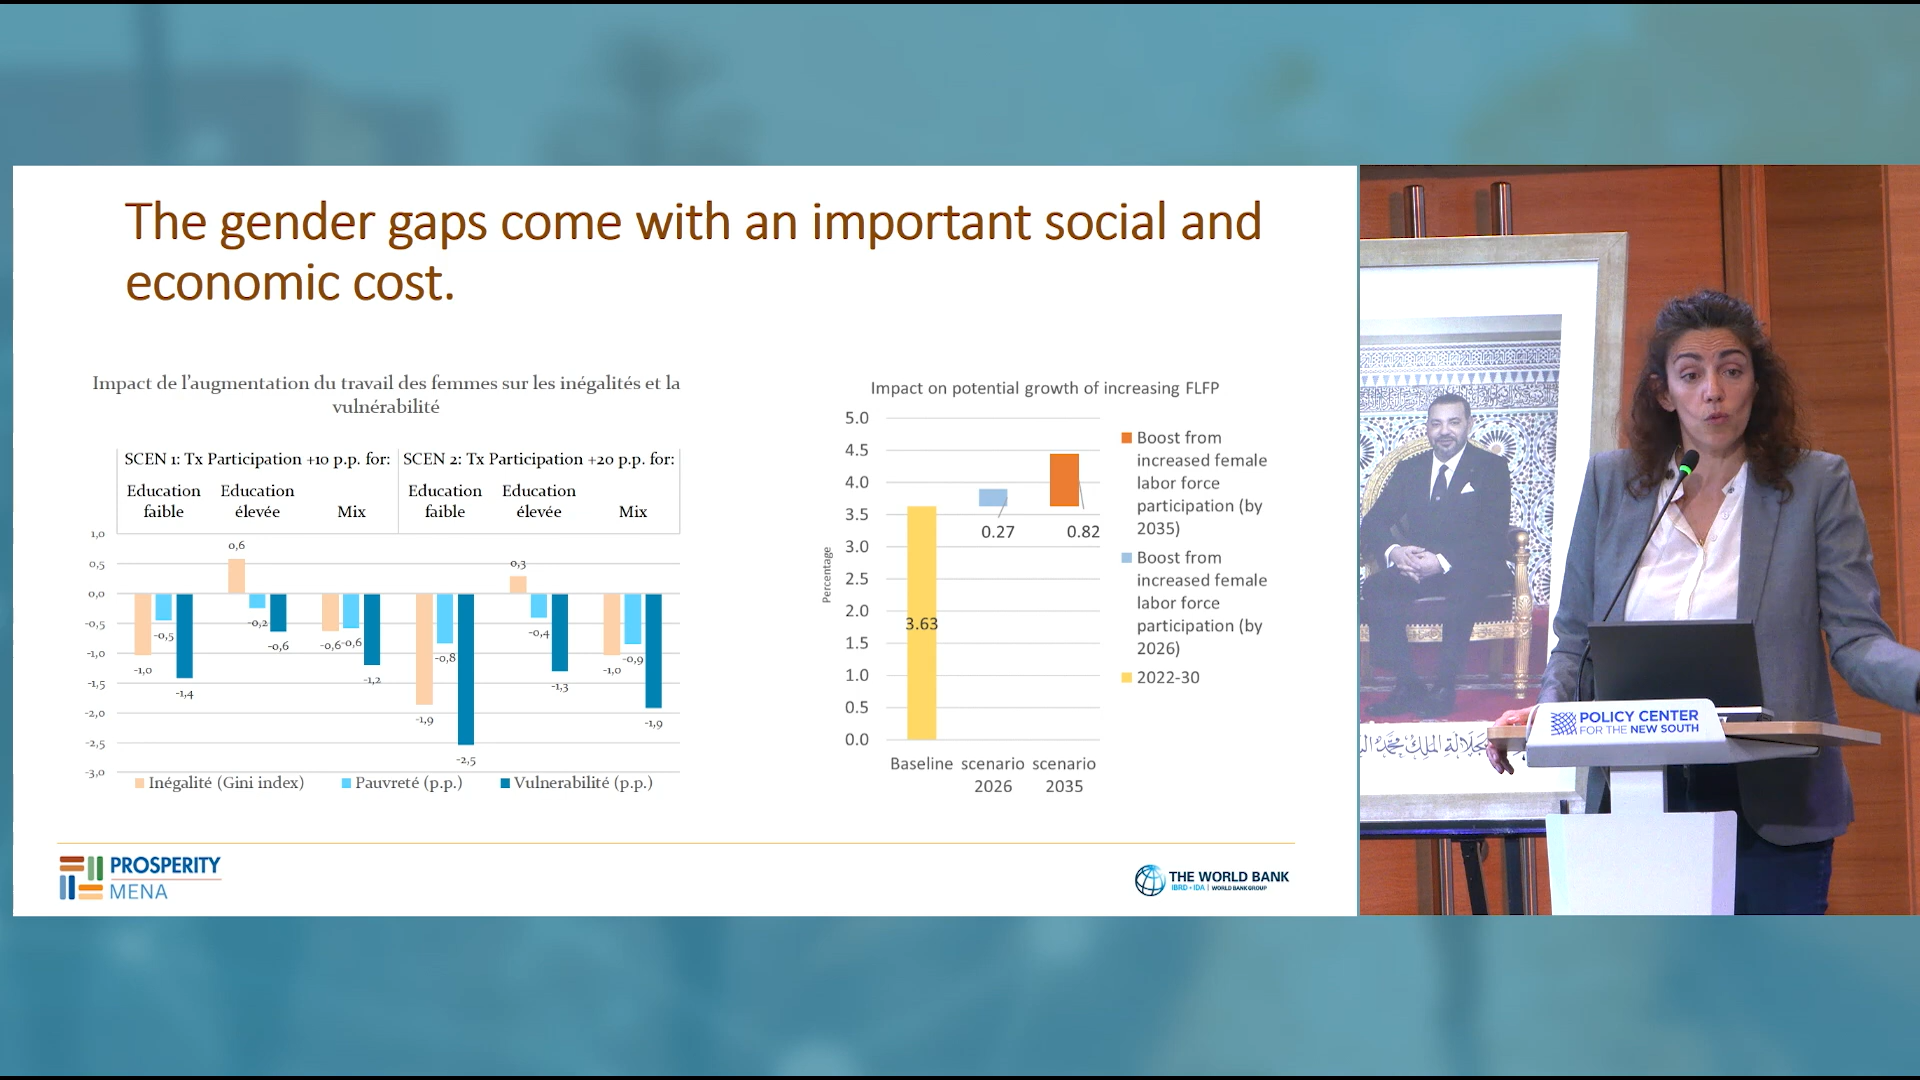 The gender gaps come with an important social and
economic cost.
Impact de l'augmentation du travail des femmes sur les inégalités et la
vulnérabilité
SCEN 1: Tx Participation +10 p.p. for:
SCEN 2: Tx Participation +20 p.p. for:
Education
faible
Education
élevée
Mix
Education
faible
Education
élevée
Mix
1,0
0,5
0,0
-0,5
-1,0
-1,5
-2,0
-2,5
-3,0
-1,0
-0,5
-1,4
0,6
-0,2
-0,6
-0,6
-0,6
-1,2
-1,9
-0,8
-2,5
0,3
-0,4
-1,3
-1,0
-0,9
-1,9
Inégalité (Gini index)
Pauvreté (p.p.)
Vulnerabilité (p.p.)
Impact on potential growth of increasing FLFP
Percentage
5.0
4.5
4.0
3.5
3.0
2.5
2.0
1.5
1.0
0.5
0.0
3.63
0.27
0.82
Baseline
scenario
2026
scenario
2035
Boost from
increased female
labor force
participation (by
2035)
Boost from
increased female
labor force
participation (by
2026)
2022-30
PROSPERITY
MENA
THE WORLD BANK
IBRD • IDA | WORLD BANK GROUP
POLICY CENTER
FOR THE NEW SOUTH